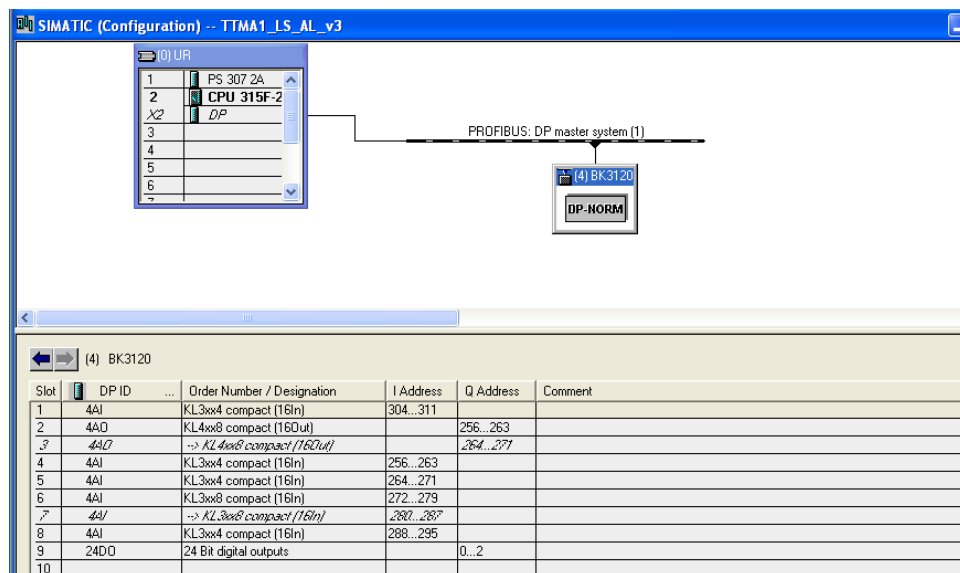 SIMATIC (Configuration) -- TTMA1_LS_AL_v3
(0) UR
1 PS 307 2A
2 CPU 315F-2
X2 DP
3
4
5
6
7
PROFIBUS: DP master system (1)
(4) BK3120
DP-NORM
(4) BK3120
Slot DP ID ... Order Number / Designation I Address Q Address Comment
1 4AI KL3xx4 compact (16In) 304...311
2 4AO KL4xx8 compact (16Out) 256...263
3 4AO --> KL4xx8 compact (16Out) 264...271
4 4AI KL3xx4 compact (16In) 256...263
5 4AI KL3xx4 compact (16In) 264...271
6 4AI KL3xx8 compact (16In) 272...279
7 4AI --> KL3xx8 compact (16In) 280...287
8 4AI KL3xx4 compact (16In) 288...295
9 24DO 24 Bit digital outputs 0...2
10